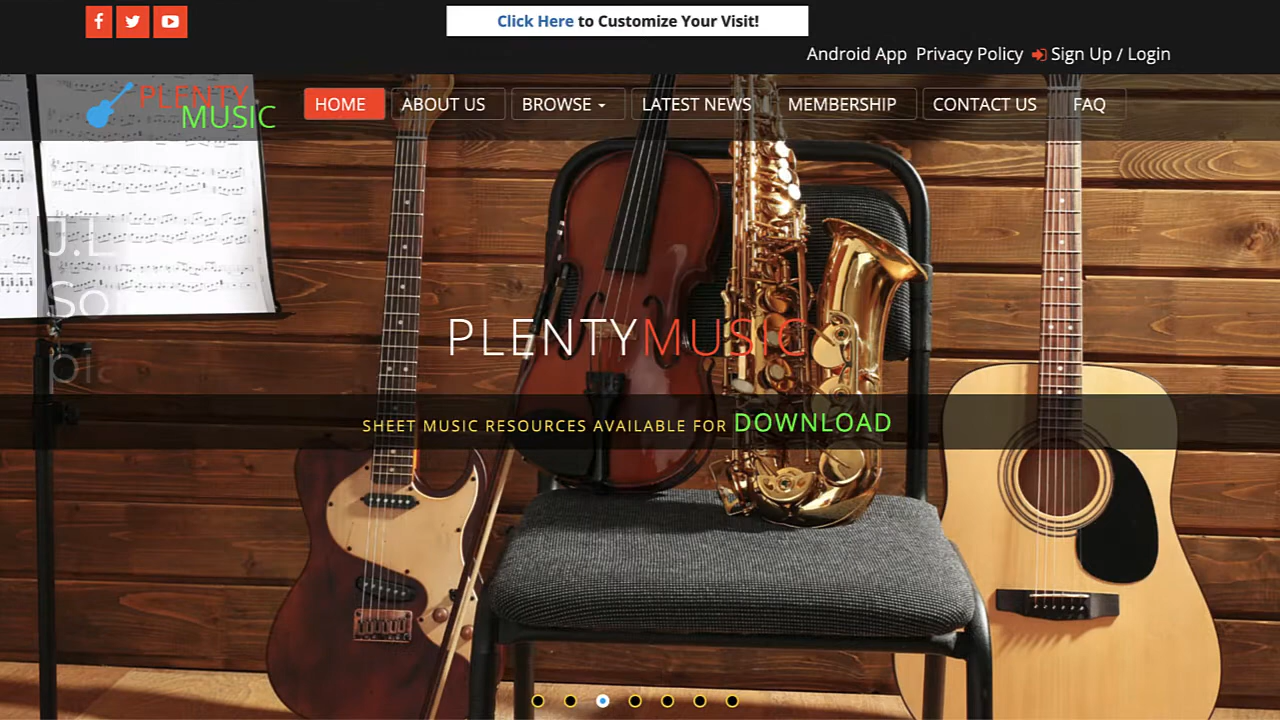 Click Here to Customize Your Visit!
Android App Privacy Policy Sign Up / Login
PLENTY
MUSIC
HOME ABOUT US BROWSE LATEST NEWS MEMBERSHIP CONTACT US FAQ
J.L
So
PLENTYMUSIC
SHEET MUSIC RESOURCES AVAILABLE FOR DOWNLOAD